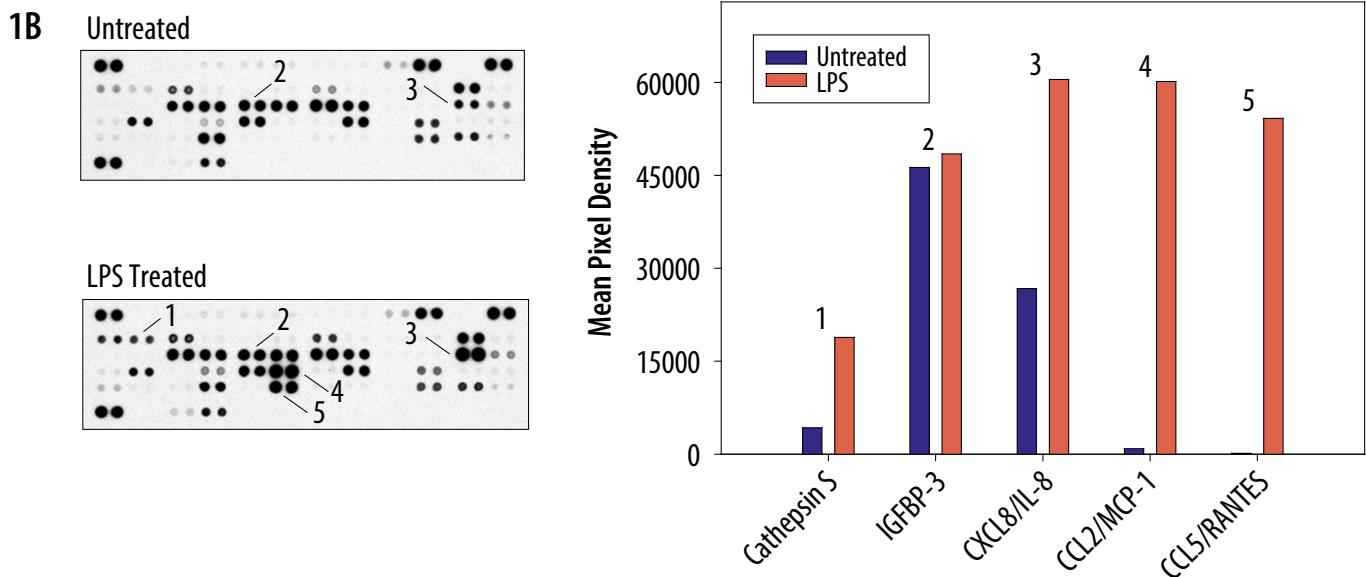 1B
Untreated
2
3
LPS Treated
1
2
3
4
5
Untreated
LPS
Mean Pixel Density
60000
45000
30000
15000
0
1
2
3
4
5
Cathepsin S
IGFBP-3
CXCL8/IL-8
CCL2/MCP-1
CCL5/RANTES